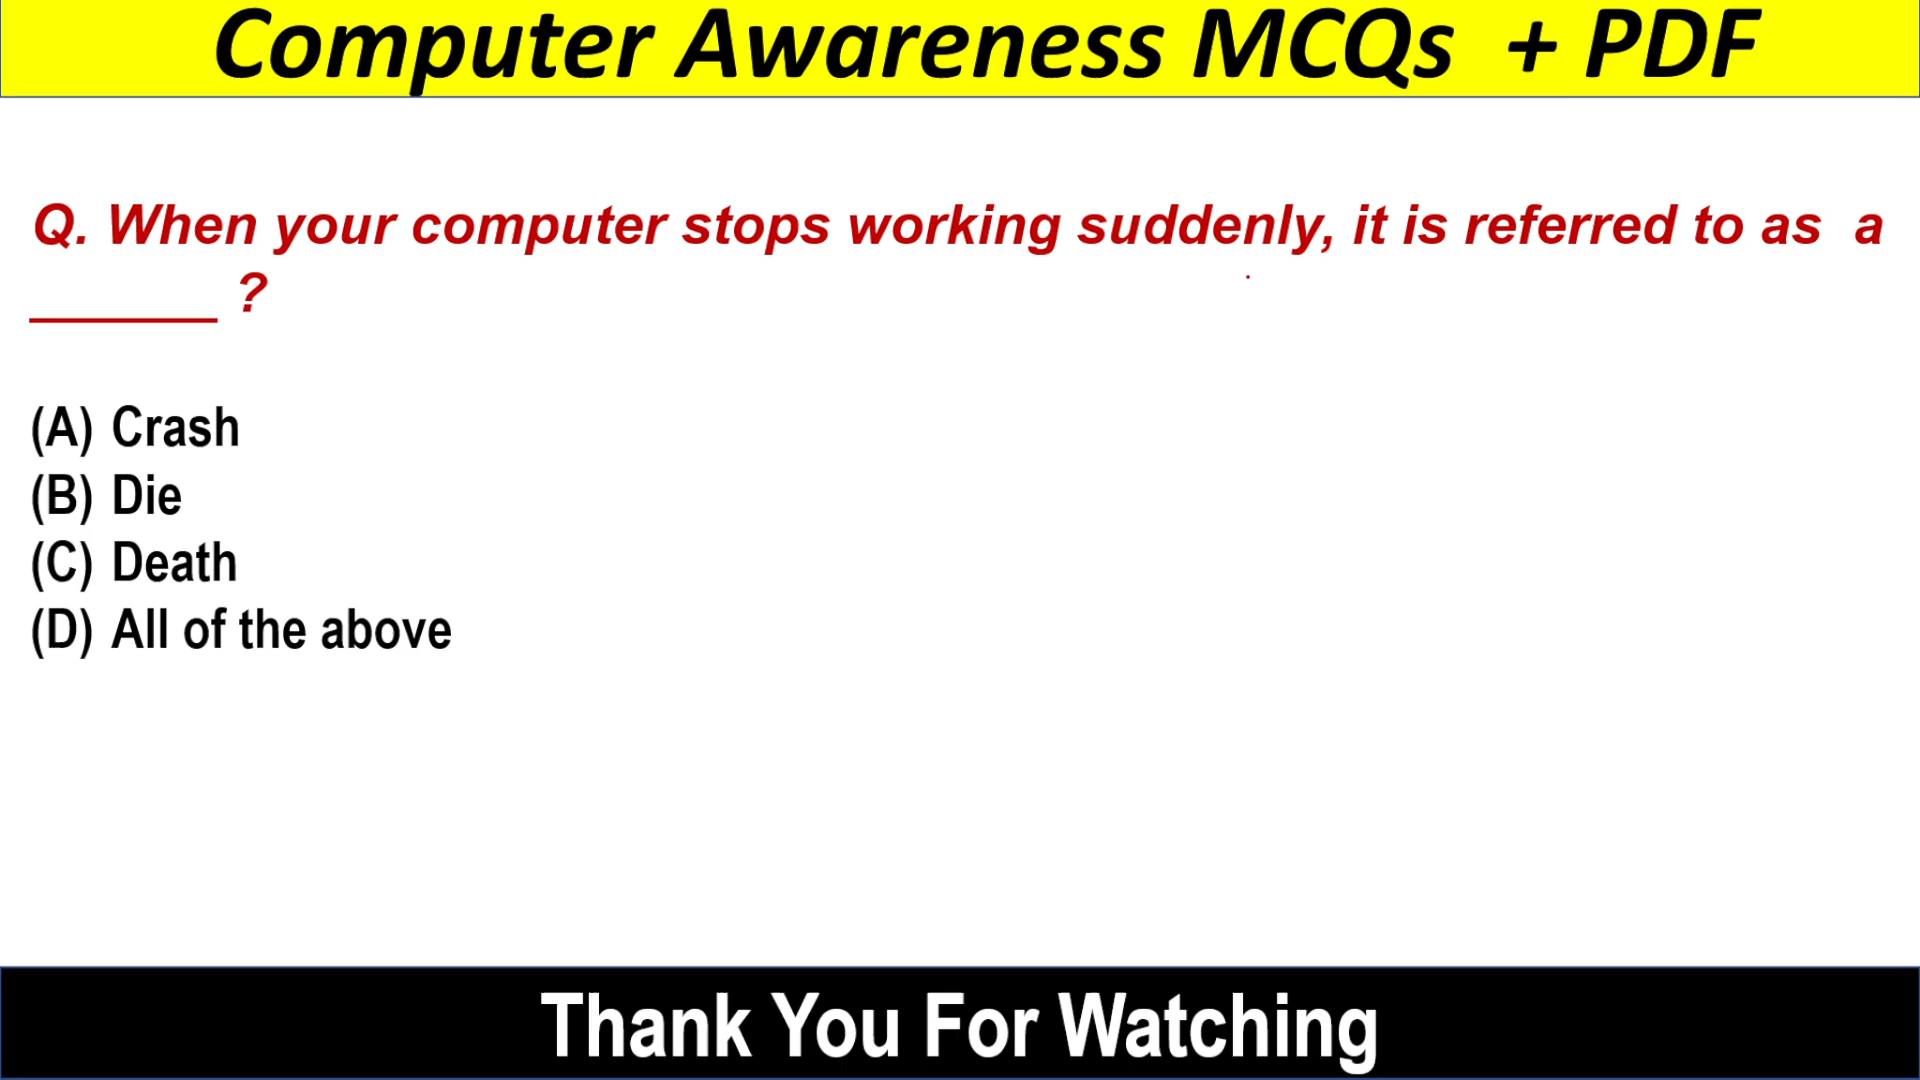 Computer Awareness MCQs + PDF
Q. When your computer stops working suddenly, it is referred to as a
______ ?
(A) Crash
(B) Die
(C) Death
(D) All of the above
Thank You For Watching